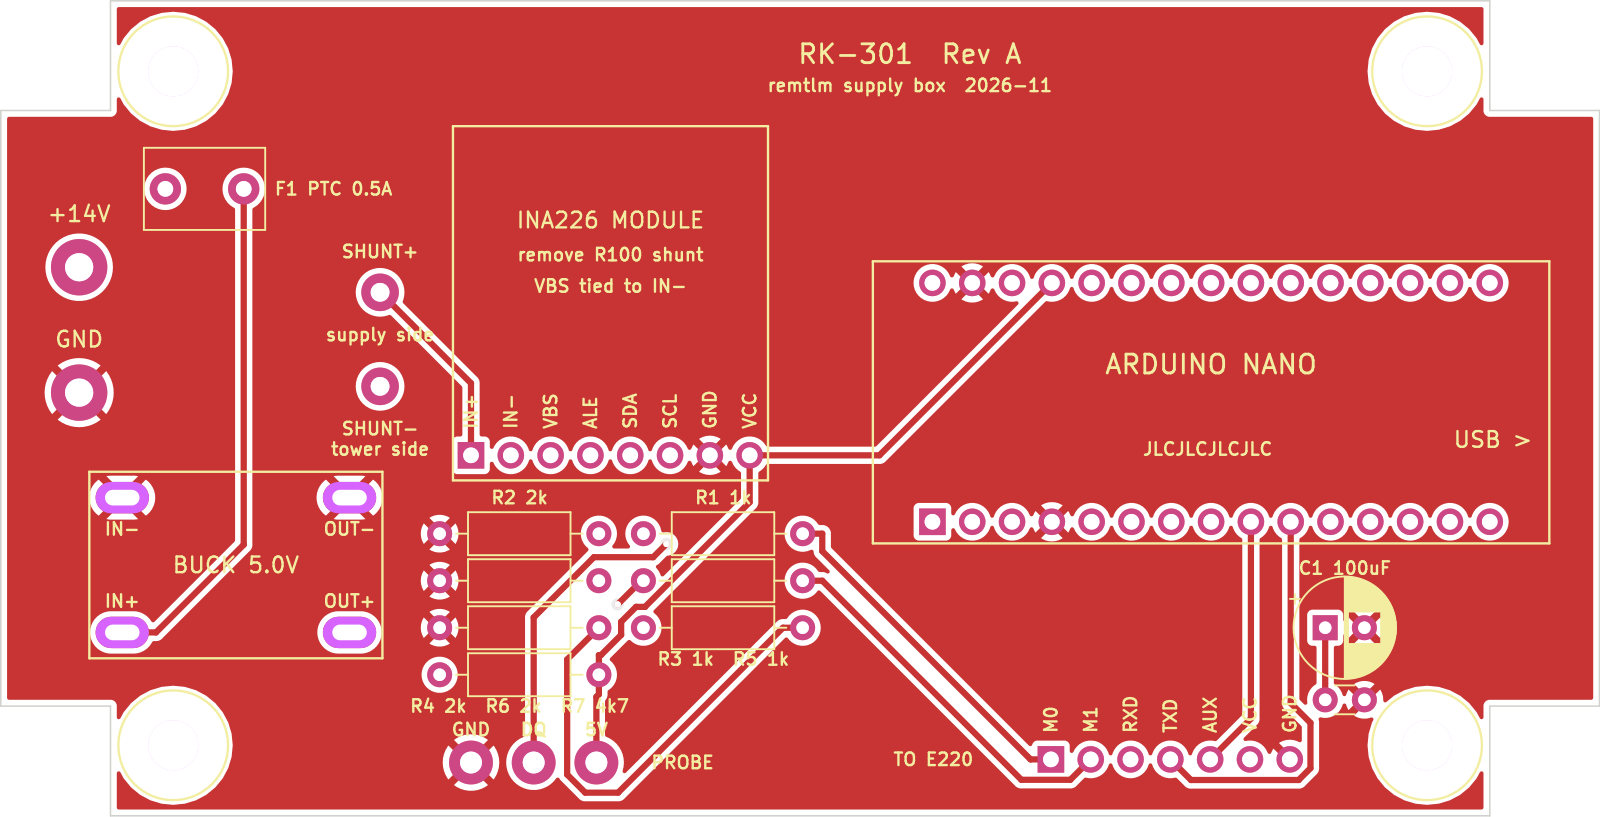 RK-301 Rev A
remtlm supply box 2026-11
F1 PTC 0.5A
+14V
INA226 MODULE
SHUNT+
remove R100 shunt
VBS tied to IN-
supply side
GND
ARDUINO NANO
IN+
IN-
VBS
ALE
SDA
SCL
GND
VCC
SHUNT-
tower side
USB >
JLCJLCJLCJLC
R2 2k
R1 1k
IN-
OUT-
BUCK 5.0V
C1 100uF
IN+
OUT+
+
R3 1k
R5 1k
R4 2k
R6 2k
R7 4k7
GND
DQ
5V
PROBE
M0
M1
RXD
TXD
AUX
VCC
GND
TO E220